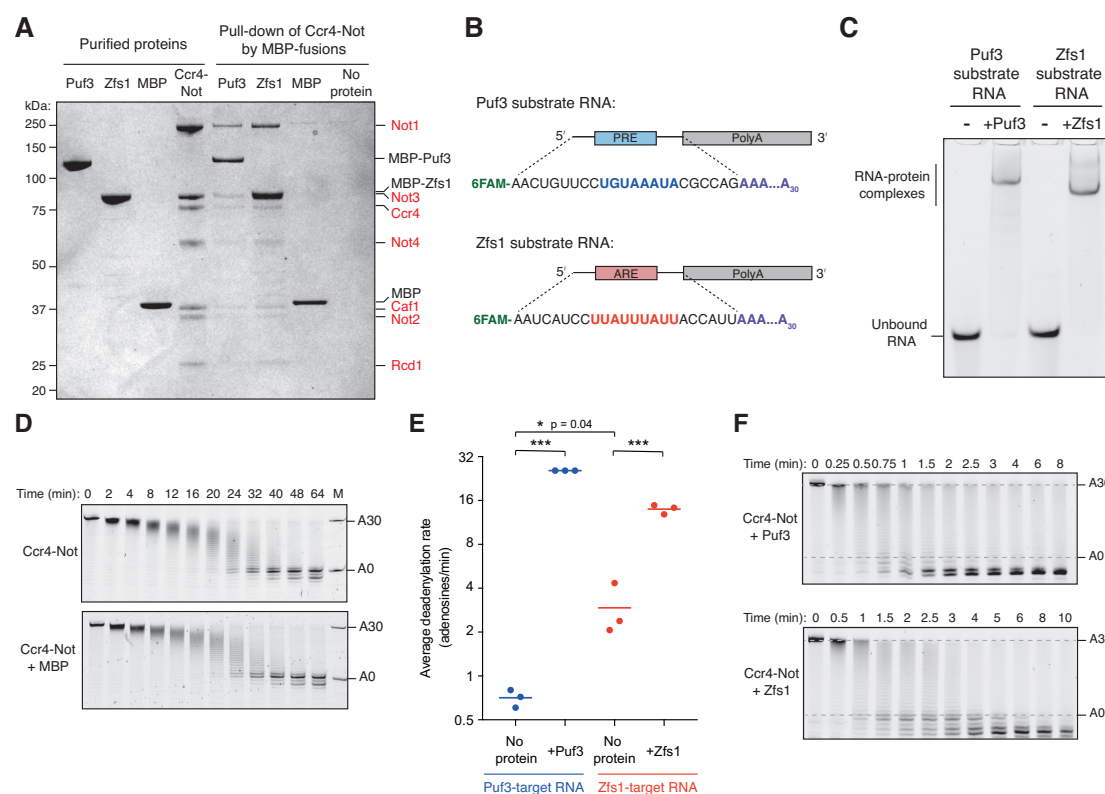 A
Purified proteins
Pull-down of Ccr4-Not
by MBP-fusions
Puf3 Zfs1 MBP Ccr4-
Not
Puf3 Zfs1 MBP No
protein
kDa:
250
150
100
75
50
37
25
20
Not1
MBP-Puf3
MBP-Zfs1
Not3
Ccr4
Not4
MBP
Caf1
Not2
Rcd1
B
Puf3 substrate RNA:
5′ PRE PolyA 3′
6FAM-AACUGUUCCUGUAAAUACGCCAGAAA...A30
Zfs1 substrate RNA:
5′ ARE PolyA 3′
6FAM-AAUCAUCCUUAUUUAUUACCAUUAAA...A30
C
Puf3
substrate
RNA
Zfs1
substrate
RNA
- +Puf3 - +Zfs1
RNA-protein
complexes
Unbound
RNA
D
Time (min): 0 2 4 8 12 16 20 24 32 40 48 64 M
Ccr4-Not
A30
A0
Ccr4-Not
+ MBP
A30
A0
E
* p = 0.04
*** ***
Average deadenylation rate
(adenosines/min)
32
16
8
4
2
1
0.5
No
protein
+Puf3
No
protein
+Zfs1
Puf3-target RNA
Zfs1-target RNA
F
Time (min): 0 0.25 0.5 0.75 1 1.5 2 2.5 3 4 6 8
Ccr4-Not
+ Puf3
A30
A0
Time (min): 0 0.5 1 1.5 2 2.5 3 4 5 6 8 10
Ccr4-Not
+ Zfs1
A3
A0